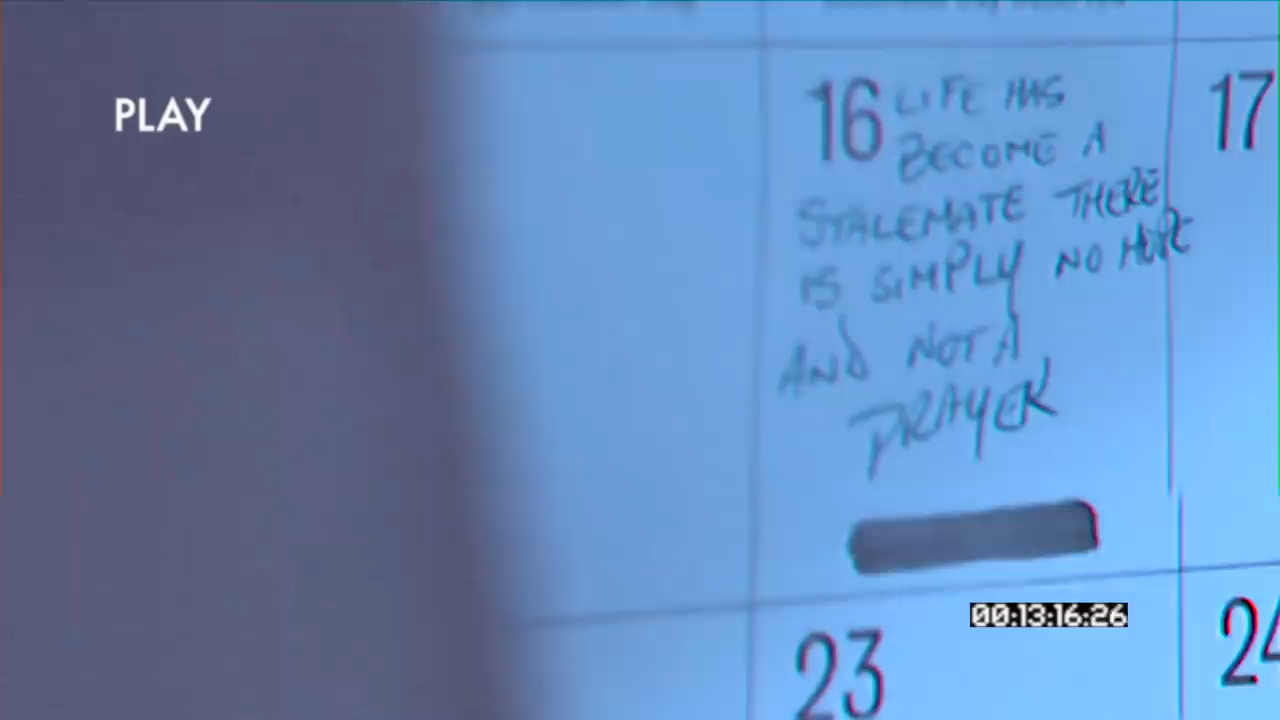 PLAY
16 LIFE HAS
BECOME A
STALEMATE THERE
IS SIMPLY NO HOPE
AND NOT A
PRAYER
17
00:13:16:26
23
24